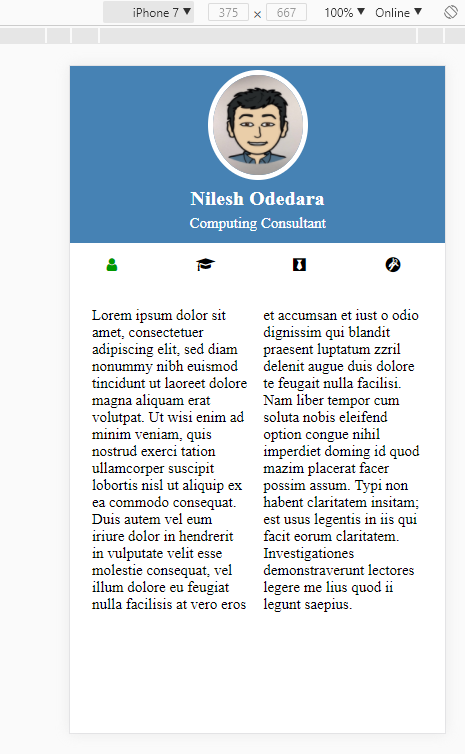 iPhone 7 ▼ 375 × 667 100% ▼ Online ▼
Nilesh Odedara
Computing Consultant
Lorem ipsum dolor sit
amet, consectetuer
adipiscing elit, sed diam
nonummy nibh euismod
tincidunt ut laoreet dolore
magna aliquam erat
volutpat. Ut wisi enim ad
minim veniam, quis
nostrud exerci tation
ullamcorper suscipit
lobortis nisl ut aliquip ex
ea commodo consequat.
Duis autem vel eum
iriure dolor in hendrerit
in vulputate velit esse
molestie consequat, vel
illum dolore eu feugiat
nulla facilisis at vero eros
et accumsan et iust o odio
dignissim qui blandit
praesent luptatum zzril
delenit augue duis dolore
te feugait nulla facilisi.
Nam liber tempor cum
soluta nobis eleifend
option congue nihil
imperdiet doming id quod
mazim placerat facer
possim assum. Typi non
habent claritatem insitam;
est usus legentis in iis qui
facit eorum claritatem.
Investigationes
demonstraverunt lectores
legere me lius quod ii
legunt saepius.